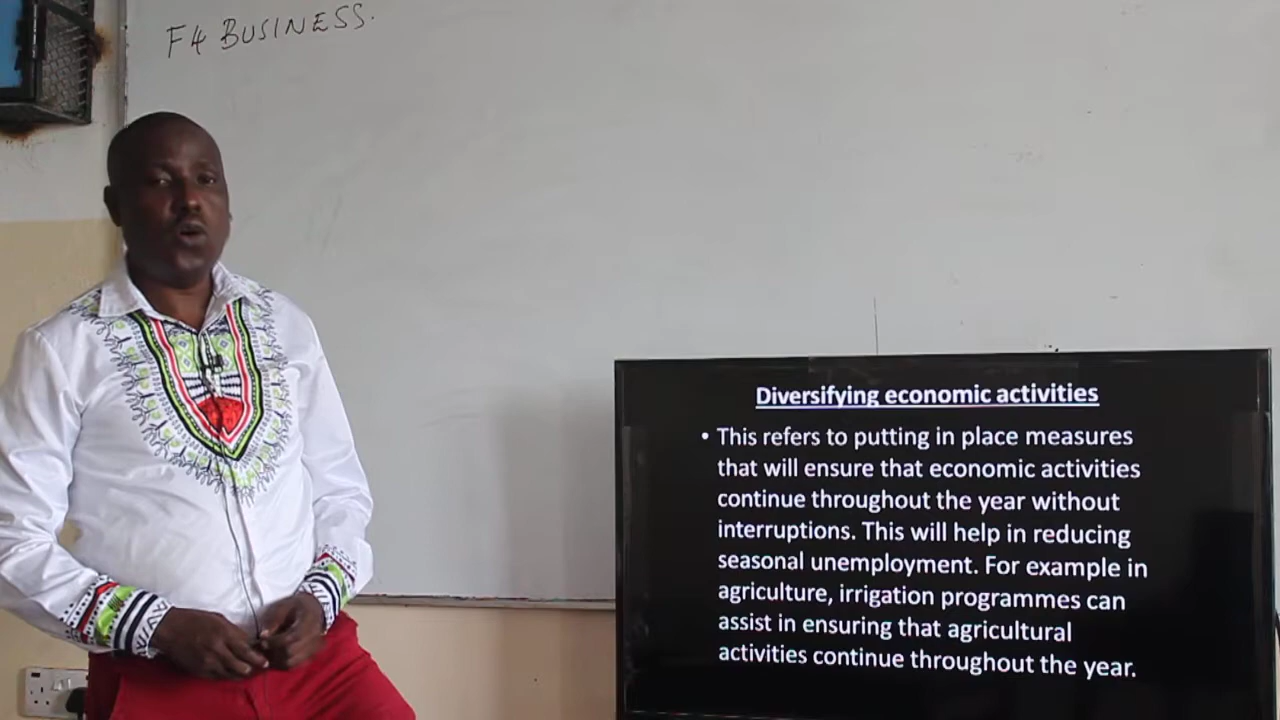 F4 BUSINESS.
Diversifying economic activities
• This refers to putting in place measures
that will ensure that economic activities
continue throughout the year without
interruptions. This will help in reducing
seasonal unemployment. For example in
agriculture, irrigation programmes can
assist in ensuring that agricultural
activities continue throughout the year.